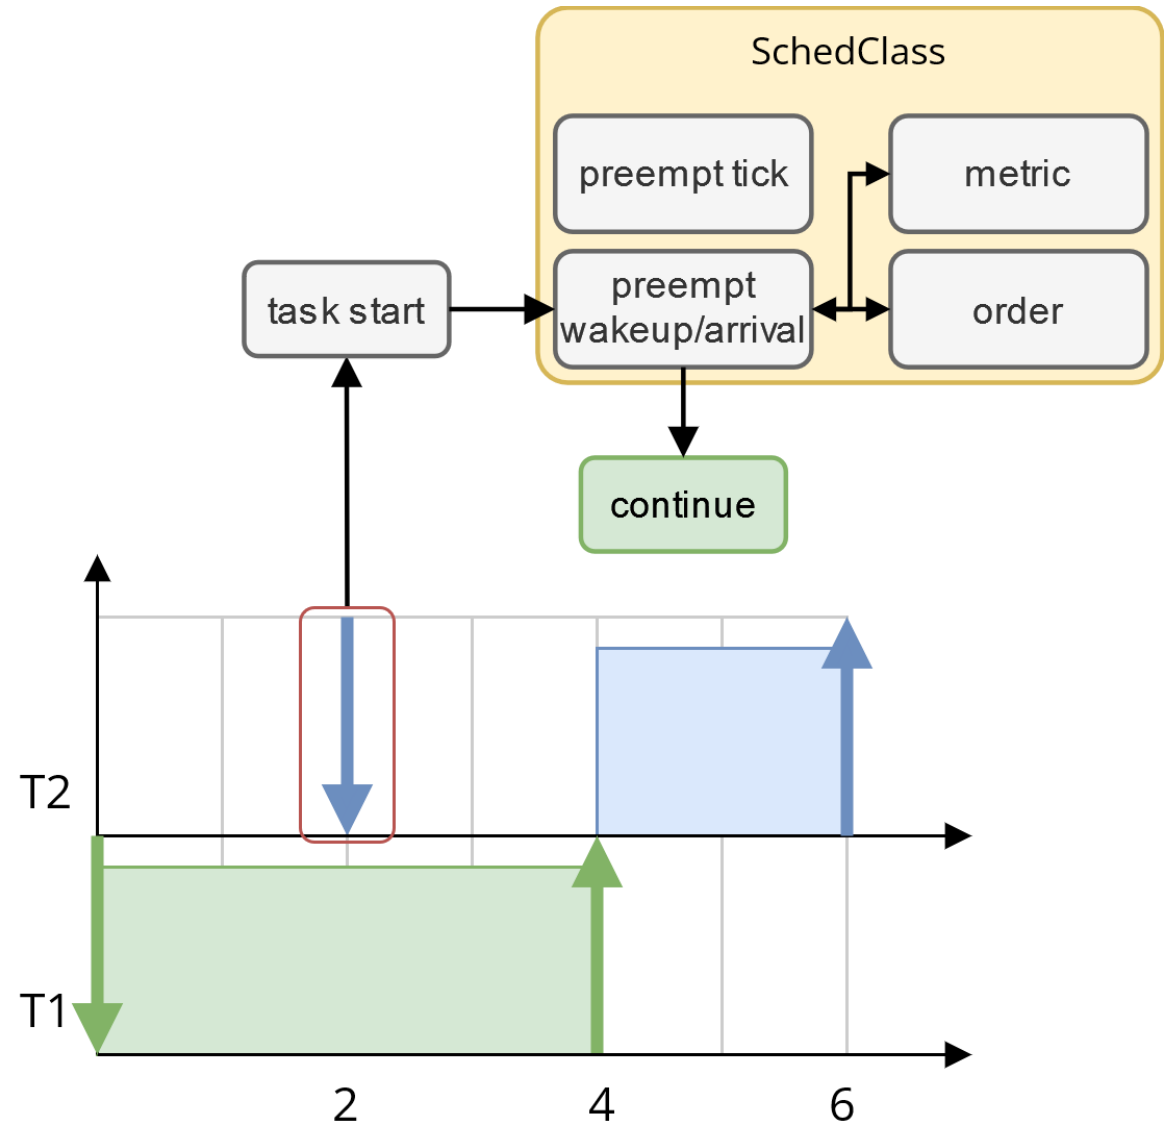 SchedClass
preempt tick
metric
preempt
wakeup/arrival
order
task start
continue
T2
T1
2
4
6